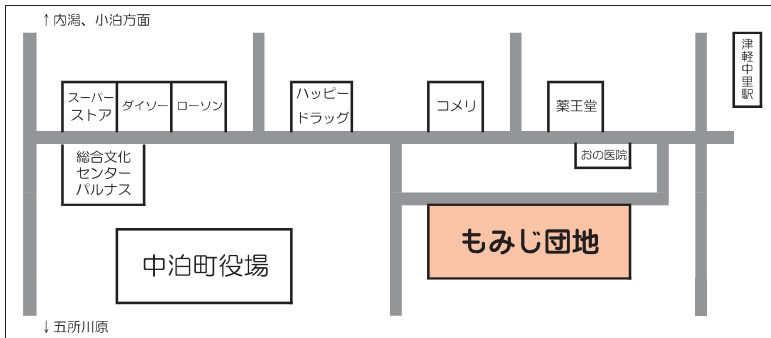 ↑内潟、小泊方面
スーパー
ストア
ダイソー
ローソン
ハッピー
ドラッグ
コメリ
薬王堂
津軽中里駅
総合文化
センター
パルナス
おの医院
中泊町役場
もみじ団地
↓五所川原